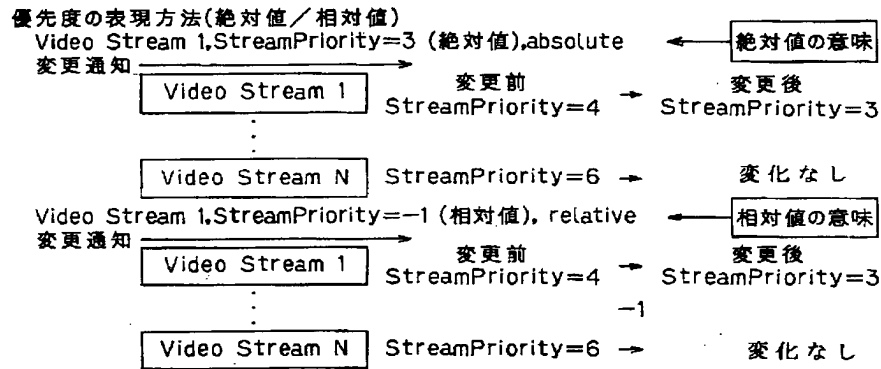 優先度の表現方法(絶対値/相対値)
Video Stream 1,StreamPriority=3 (絶対値),absolute ← 絶対値の意味
変更通知
変更前 変更後
Video Stream 1 StreamPriority=4 → StreamPriority=3
Video Stream N StreamPriority=6 → 変化なし
Video Stream 1,StreamPriority=-1 (相対値), relative ← 相対値の意味
変更通知
変更前 変更後
Video Stream 1 StreamPriority=4 → StreamPriority=3
-1
Video Stream N StreamPriority=6 → 変化なし